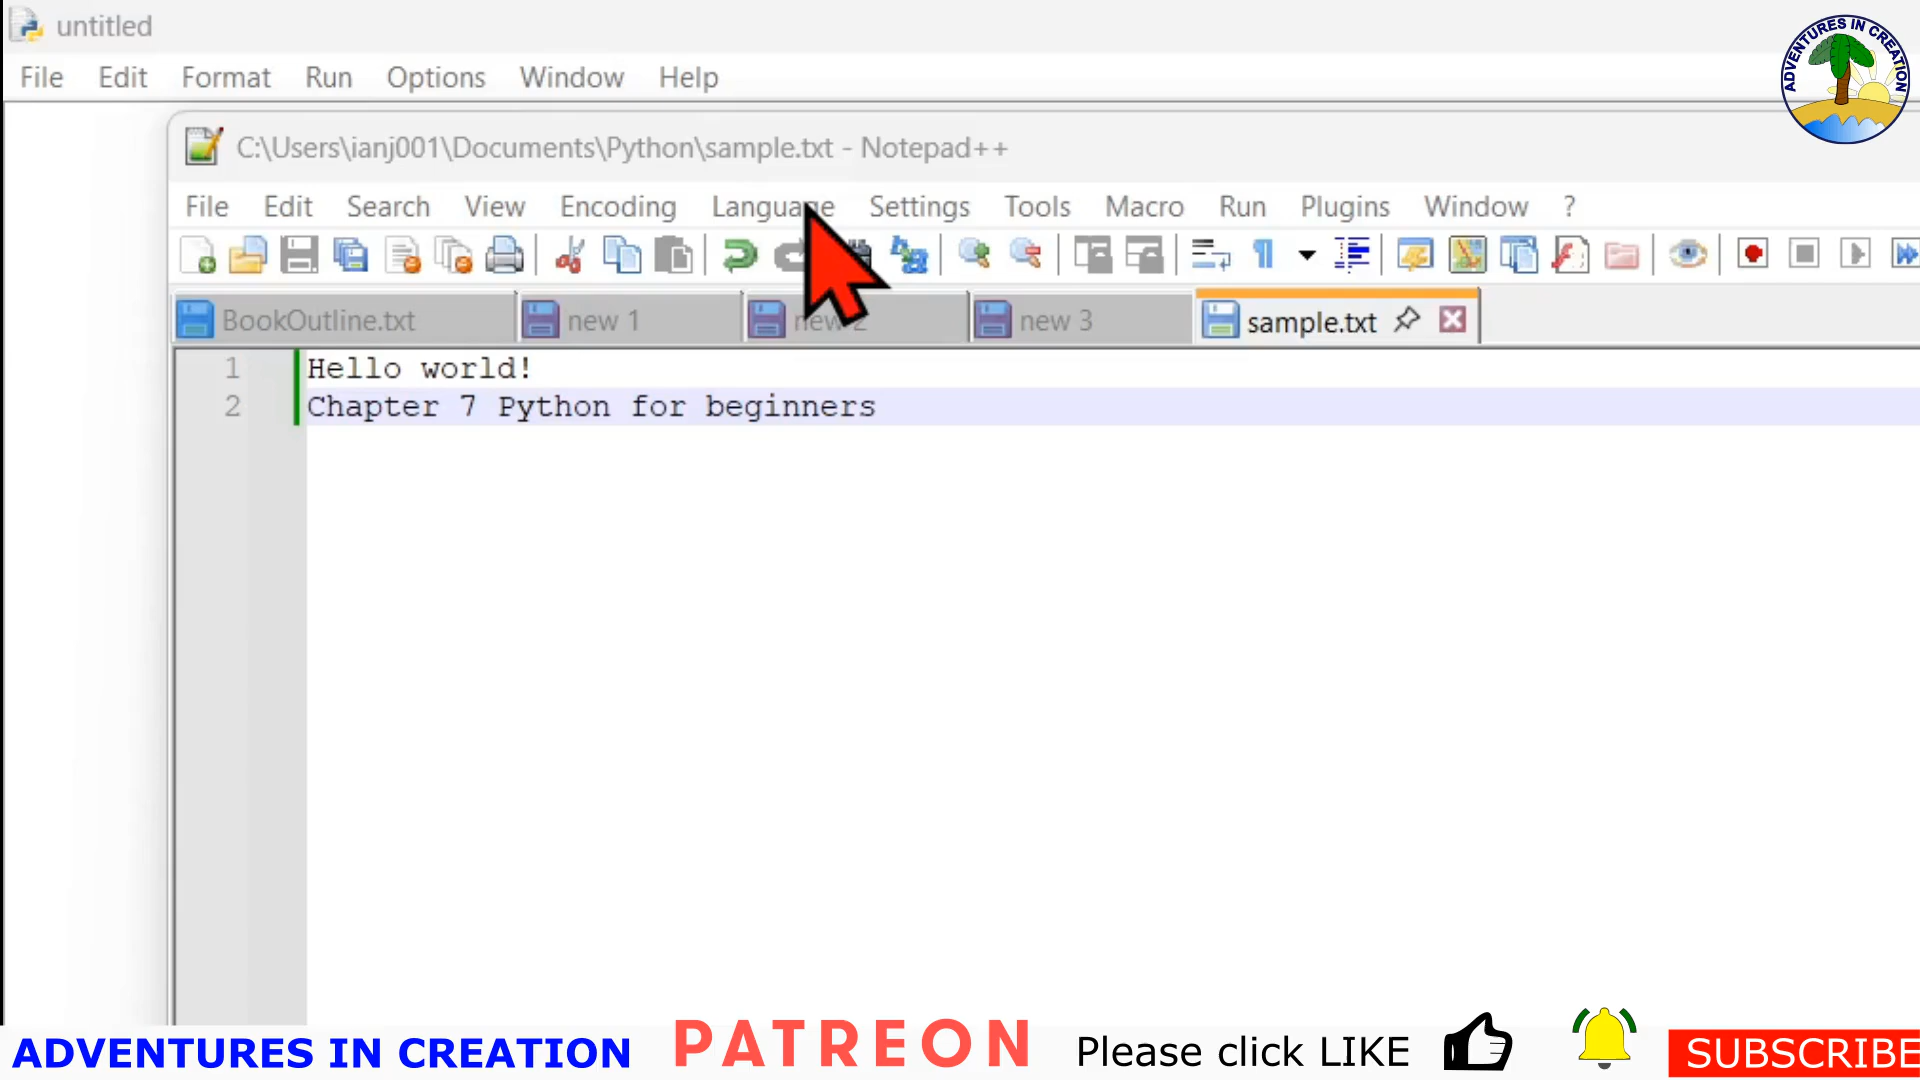 untitled
File Edit Format Run Options Window Help
ADVENTURES IN CREATION
C:\Users\ianj001\Documents\Python\sample.txt - Notepad++
File Edit Search View Encoding Language Settings Tools Macro Run Plugins Window ?
BookOutline.txt new 1 new 2 new 3 sample.txt
1 Hello world!
2 Chapter 7 Python for beginners
ADVENTURES IN CREATION PATREON Please click LIKE SUBSCRIBE